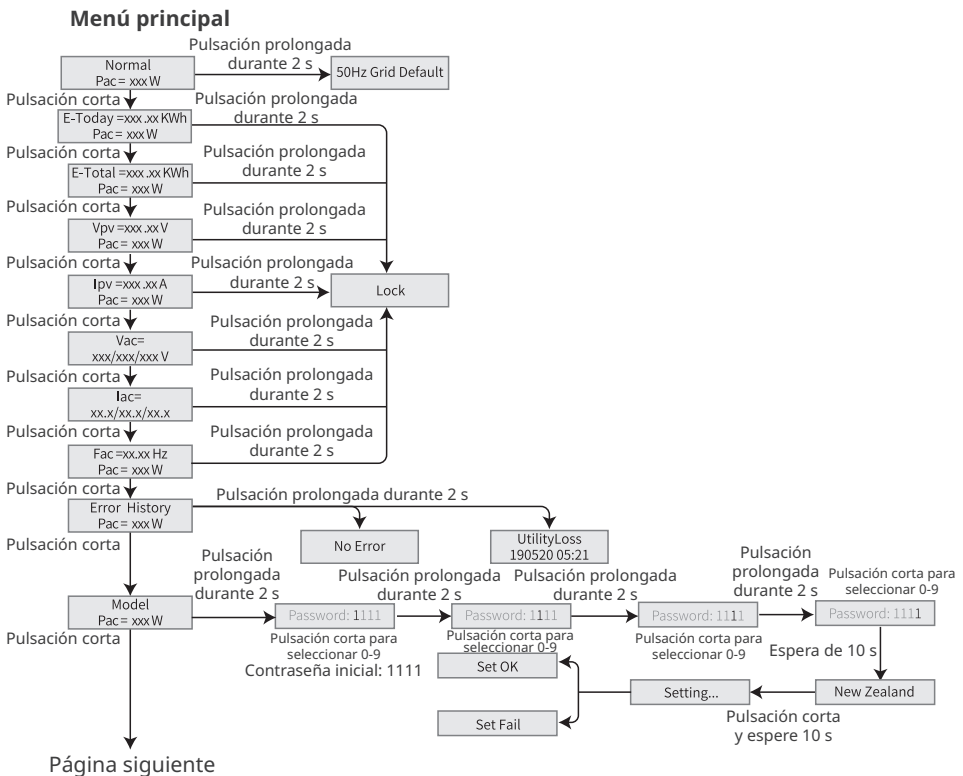 Menú principal
Pulsación prolongada
durante 2 s
Normal
Pac= xxx W
50Hz Grid Default
Pulsación corta
Pulsación prolongada
durante 2 s
E-Today =xxx.xx KWh
Pac= xxx W
Pulsación corta
Pulsación prolongada
durante 2 s
E-Total =xxx.xx KWh
Pac= xxx W
Pulsación corta
Pulsación prolongada
durante 2 s
Vpv =xxx.xx V
Pac= xxx W
Pulsación corta
Pulsación prolongada
durante 2 s
Ipv =xxx.xx A
Pac= xxx W
Lock
Pulsación corta
Pulsación prolongada
durante 2 s
Vac=
xxx/xxx/xxx V
Pulsación corta
Pulsación prolongada
durante 2 s
Iac=
xx.x/xx.x/xx.x
Pulsación corta
Pulsación prolongada
durante 2 s
Fac=xx.xx Hz
Pac= xxx W
Pulsación corta
Pulsación prolongada durante 2 s
Error History
Pac= xxx W
No Error
UtilityLoss
190520 05:21
Pulsación corta
Pulsación
prolongada
durante 2 s
Pulsación prolongada
durante 2 s
Pulsación prolongada
durante 2 s
Pulsación
prolongada
durante 2 s
Pulsación corta para
seleccionar 0-9
Model
Pac= xxx W
Password: 1111
Password: 1111
Password: 1111
Password: 1111
Pulsación corta
Pulsación corta para
seleccionar 0-9
Contraseña inicial: 1111
Pulsación corta para
seleccionar 0-9
Pulsación corta para
seleccionar 0-9
Espera de 10 s
Set OK
Setting...
New Zealand
Set Fail
Pulsación corta
y espere 10 s
Página siguiente